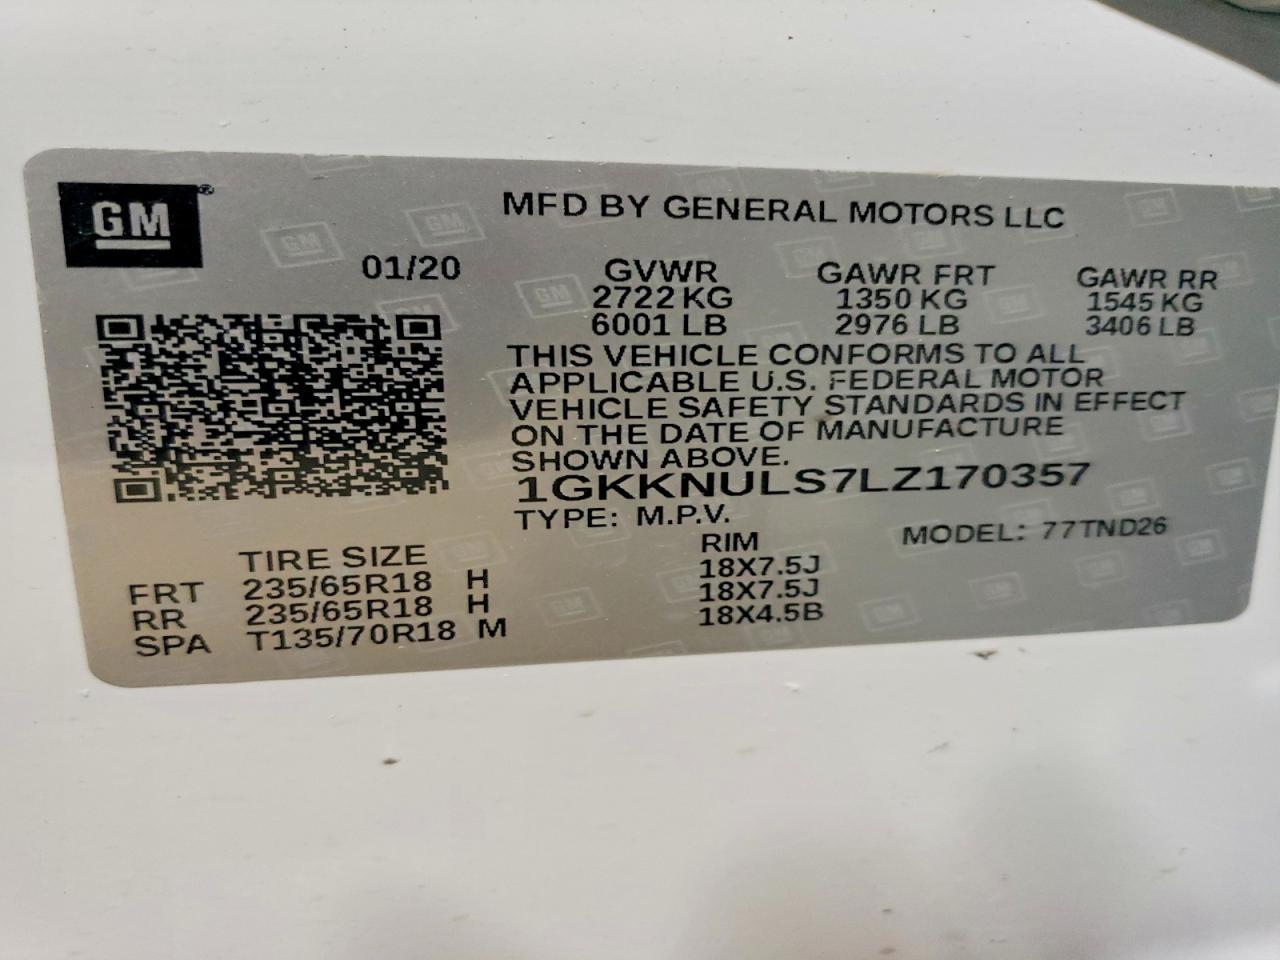 GM®
MFD BY GENERAL MOTORS LLC
01/20
GVWR GAWR FRT GAWR RR
2722 KG 1350 KG 1545 KG
6001 LB 2976 LB 3406 LB
THIS VEHICLE CONFORMS TO ALL
APPLICABLE U.S. FEDERAL MOTOR
VEHICLE SAFETY STANDARDS IN EFFECT
ON THE DATE OF MANUFACTURE
SHOWN ABOVE.
1GKKNULS7LZ170357
TYPE: M.P.V. MODEL: 77TND26
TIRE SIZE RIM
FRT 235/65R18 H 18X7.5J
RR 235/65R18 H 18X7.5J
SPA T135/70R18 M 18X4.5B